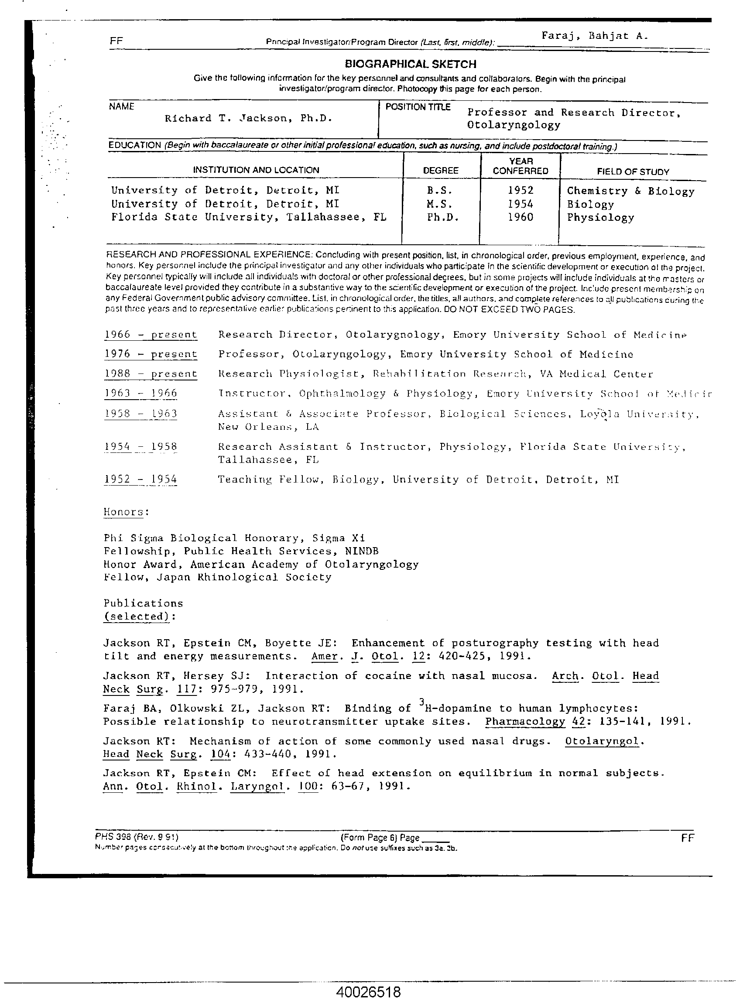 FF
Principal Investigator/Program Director (Last, first, middle): Faraj, Bahjat A.
BIOGRAPHICAL SKETCH
Give the following information for the key personnel and consultants and collaborators. Begin with the principal
investigator/program director. Photocopy this page for each person.
NAME
Richard T. Jackson, Ph.D.
POSITION TITLE
Professor and Research Director,
Otolaryngology
EDUCATION (Begin with baccalaureate or other initial professional education, such as nursing, and include postdoctoral training.)
INSTITUTION AND LOCATION DEGREE YEAR CONFERRED FIELD OF STUDY
University of Detroit, Detroit, MI B.S. 1952 Chemistry & Biology
University of Detroit, Detroit, MI M.S. 1954 Biology
Florida State University, Tallahassee, FL Ph.D. 1960 Physiology
RESEARCH AND PROFESSIONAL EXPERIENCE: Concluding with present position, list, in chronological order, previous employment, experience, and
honors. Key personnel include the principal investigator and any other individuals who participate in the scientific development or execution of the project.
Key personnel typically will include all individuals with doctoral or other professional degrees, but in some projects will include individuals at the masters or
baccalaureate level provided they contribute in a substantive way to the scientific development or execution of the project. Include present membership on
any Federal Government public advisory committee. List, in chronological order, the titles, all authors, and complete references to all publications during the
past three years and to representative earlier publications pertinent to this application. DO NOT EXCEED TWO PAGES.
1966 - present Research Director, Otolarygnology, Emory University School of Medicine
1976 - present Professor, Otolaryngology, Emory University School of Medicine
1988 - present Research Physiologist, Rehabilitation Research, VA Medical Center
1963 - 1966 Instructor, Ophthalmology & Physiology, Emory University School of Medicin
1958 - 1963 Assistant & Associate Professor, Biological Sciences, Loyola University,
New Orleans, LA
1954 - 1958 Research Assistant & Instructor, Physiology, Florida State University,
Tallahassee, FL
1952 - 1954 Teaching Fellow, Biology, University of Detroit, Detroit, MI
Honors:
Phi Sigma Biological Honorary, Sigma Xi
Fellowship, Public Health Services, NINDB
Honor Award, American Academy of Otolaryngology
Fellow, Japan Rhinological Society
Publications
(selected):
Jackson RT, Epstein CM, Boyette JE: Enhancement of posturography testing with head
tilt and energy measurements. Amer. J. Otol. 12: 420-425, 1991.
Jackson RT, Hersey SJ: Interaction of cocaine with nasal mucosa. Arch. Otol. Head
Neck Surg. 117: 975-979, 1991.
Faraj BA, Olkowski ZL, Jackson RT: Binding of 3H-dopamine to human lymphocytes:
Possible relationship to neurotransmitter uptake sites. Pharmacology 42: 135-141, 1991.
Jackson RT: Mechanism of action of some commonly used nasal drugs. Otolaryngol.
Head Neck Surg. 104: 433-440, 1991.
Jackson RT, Epstein CM: Effect of head extension on equilibrium in normal subjects.
Ann. Otol. Rhinol. Laryngol. 100: 63-67, 1991.
PHS 398 (Rev. 9 91) (Form Page 6) Page FF
Number pages consecutively at the bottom throughout the application. Do not use suffixes such as 3a, 3b.
40026518